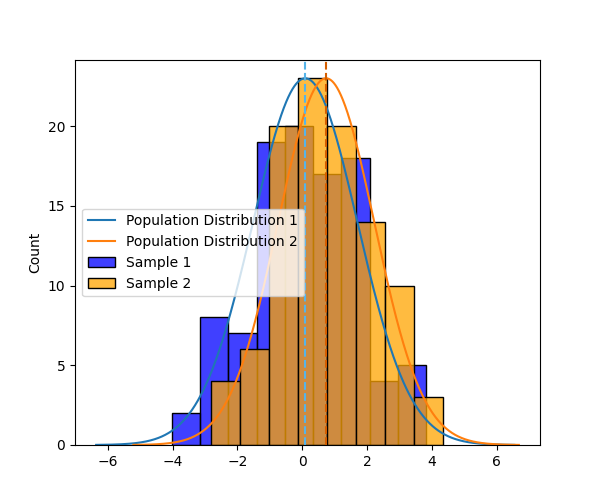 Count
20
15
10
5
0
Population Distribution 1
Population Distribution 2
Sample 1
Sample 2
−6 −4 −2 0 2 4 6